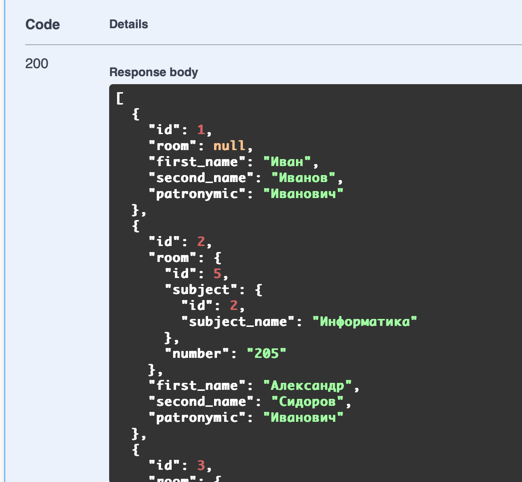 Code Details
200
Response body
[
  {
    "id": 1,
    "room": null,
    "first_name": "Иван",
    "second_name": "Иванов",
    "patronymic": "Иванович"
  },
  {
    "id": 2,
    "room": {
      "id": 5,
      "subject": {
        "id": 2,
        "subject_name": "Информатика"
      },
      "number": "205"
    },
    "first_name": "Александр",
    "second_name": "Сидоров",
    "patronymic": "Иванович"
  },
  {
    "id": 3,
    "room": {